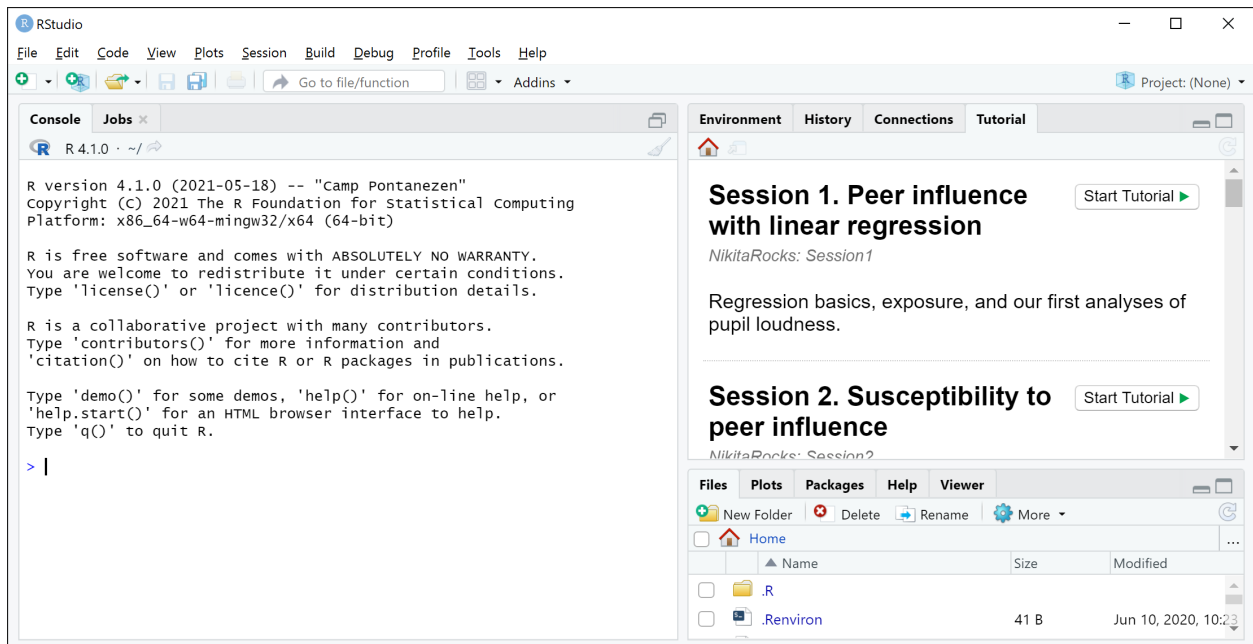 RStudio
File Edit Code View Plots Session Build Debug Profile Tools Help
Go to file/function Addins Project: (None)
Console Jobs
R 4.1.0 · ~/
R version 4.1.0 (2021-05-18) -- "Camp Pontanezen"
Copyright (c) 2021 The R Foundation for Statistical Computing
Platform: x86_64-w64-mingw32/x64 (64-bit)
R is free software and comes with ABSOLUTELY NO WARRANTY.
You are welcome to redistribute it under certain conditions.
Type 'license()' or 'licence()' for distribution details.
R is a collaborative project with many contributors.
Type 'contributors()' for more information and
'citation()' on how to cite R or R packages in publications.
Type 'demo()' for some demos, 'help()' for on-line help, or
'help.start()' for an HTML browser interface to help.
Type 'q()' to quit R.
>
Environment History Connections Tutorial
Session 1. Peer influence
with linear regression
Start Tutorial
NikitaRocks: Session1
Regression basics, exposure, and our first analyses of
pupil loudness.
Session 2. Susceptibility to
peer influence
Start Tutorial
NikitaRocks: Session2
Files Plots Packages Help Viewer
New Folder Delete Rename More
Home ...
Name Size Modified
.R
.Renviron 41 B Jun 10, 2020, 10:23